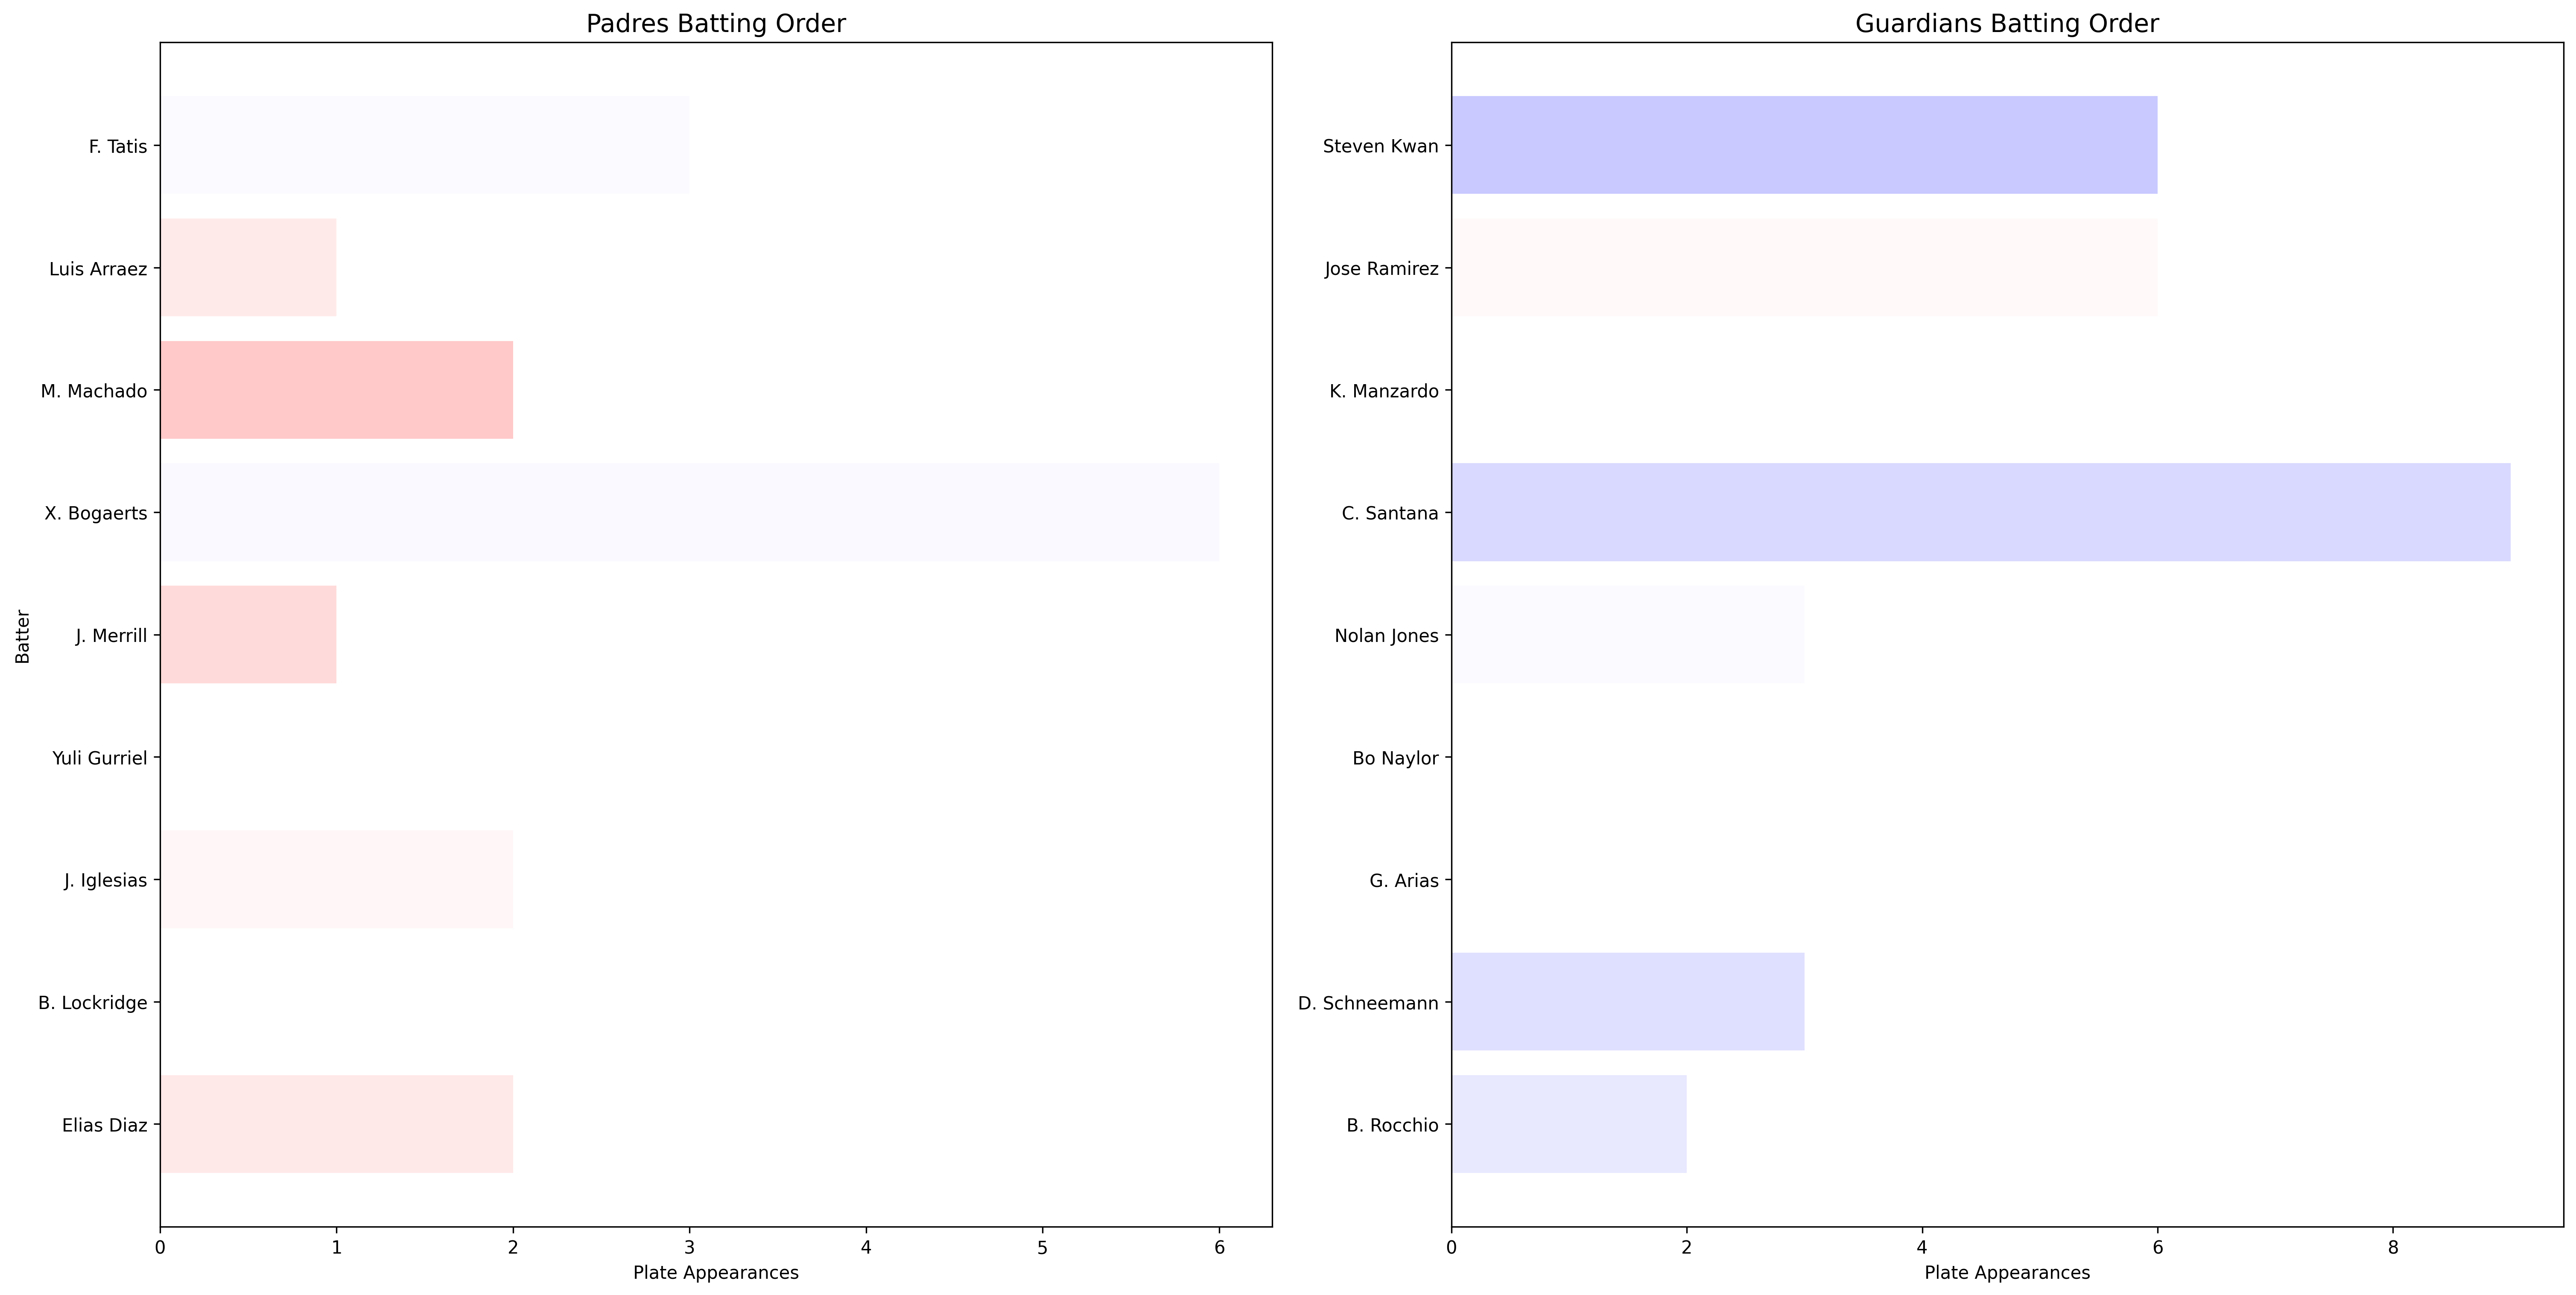 Padres Batting Order
Batter
F. Tatis
Luis Arraez
M. Machado
X. Bogaerts
J. Merrill
Yuli Gurriel
J. Iglesias
B. Lockridge
Elias Diaz
0 1 2 3 4 5 6
Plate Appearances
Guardians Batting Order
Steven Kwan
Jose Ramirez
K. Manzardo
C. Santana
Nolan Jones
Bo Naylor
G. Arias
D. Schneemann
B. Rocchio
0 2 4 6 8
Plate Appearances